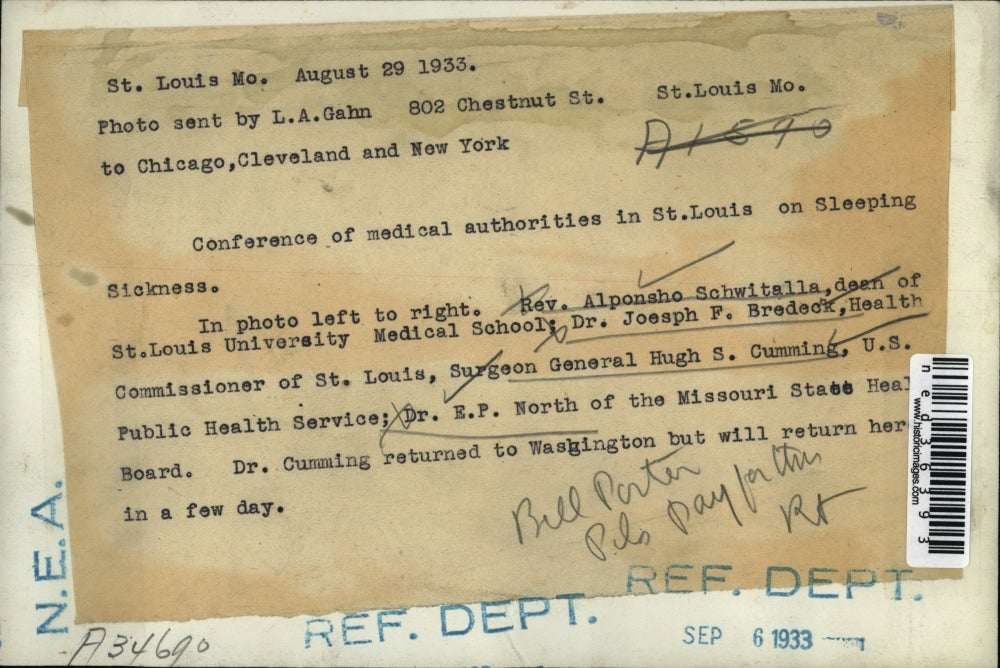 St. Louis Mo. August 29 1933.
Photo sent by L.A.Gahn 802 Chestnut St. St.Louis Mo.
to Chicago,Cleveland and New York
A1690
Conference of medical authorities in St.Louis on Sleeping
Sickness.
In photo left to right. Rev. Alponsho Schwitalla,dean of
St.Louis University Medical School; Dr. Joesph F. Bredeck,Health
Commissioner of St. Louis, Surgeon General Hugh S. Cumming, U.S.
Public Health Service; Dr. E.P. North of the Missouri State Heal
Board. Dr. Cumming returned to Waskington but will return her
in a few day.
Bill Porter
Pls pay for this
N.E.A.
REF. DEPT.
REF. DEPT.
SEP 6 1933
A34690
www.historicimages.com
ned36393